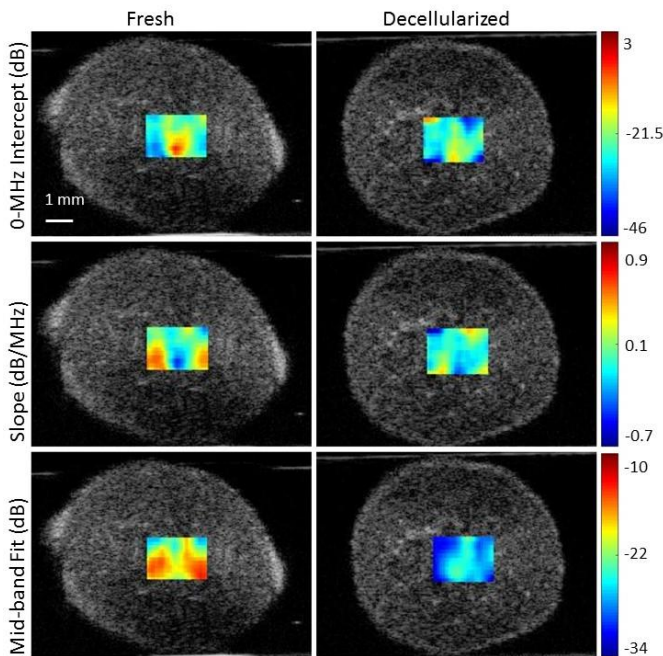 Fresh
Decellularized
0-MHz Intercept (dB)
3
-21.5
-46
1 mm
Slope (dB/MHz)
0.9
0.1
-0.7
Mid-band Fit (dB)
-10
-22
-34